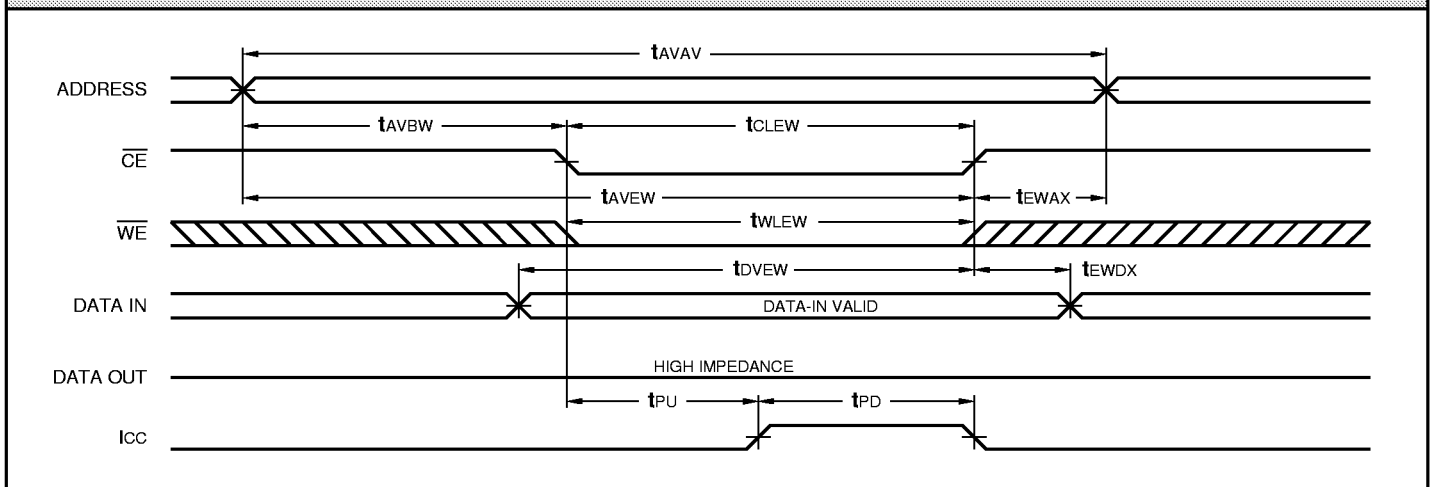 tAVAV
ADDRESS
tAVBW
tCLEW
CE
tAVEW
tEWAX
WE
tWLEW
tDVEW
tEWDX
DATA IN
DATA-IN VALID
HIGH IMPEDANCE
DATA OUT
tPU
tPD
ICC